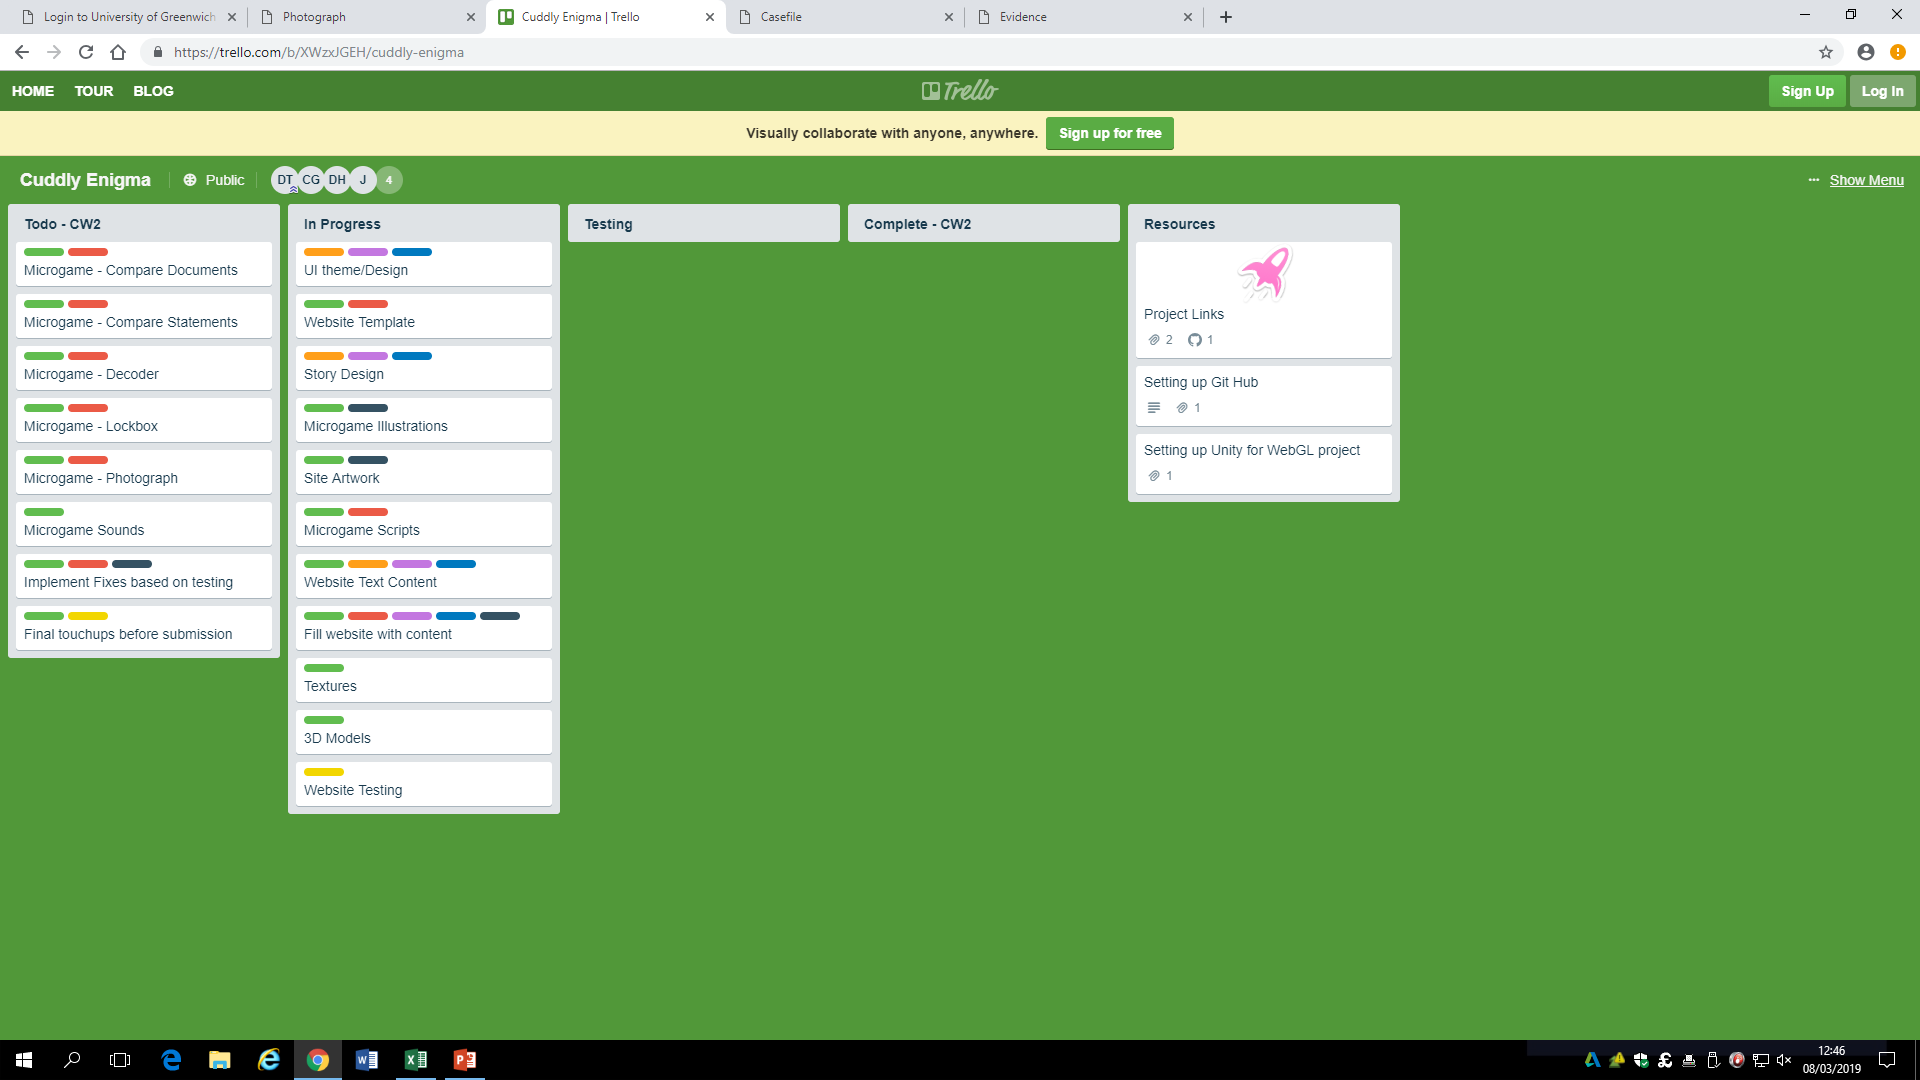 Login to University of Greenwich
Photograph
Cuddly Enigma | Trello
Casefile
Evidence
https://trello.com/b/XWzxJGEH/cuddly-enigma
HOME TOUR BLOG
Trello
Sign Up
Log In
Visually collaborate with anyone, anywhere.
Sign up for free
Cuddly Enigma
Public
DT CG DH J 4
Show Menu
Todo - CW2
Microgame - Compare Documents
Microgame - Compare Statements
Microgame - Decoder
Microgame - Lockbox
Microgame - Photograph
Microgame Sounds
Implement Fixes based on testing
Final touchups before submission
In Progress
UI theme/Design
Website Template
Story Design
Microgame Illustrations
Site Artwork
Microgame Scripts
Website Text Content
Fill website with content
Textures
3D Models
Website Testing
Testing
Complete - CW2
Resources
Project Links
2 1
Setting up Git Hub
1
Setting up Unity for WebGL project
1
12:46
08/03/2019